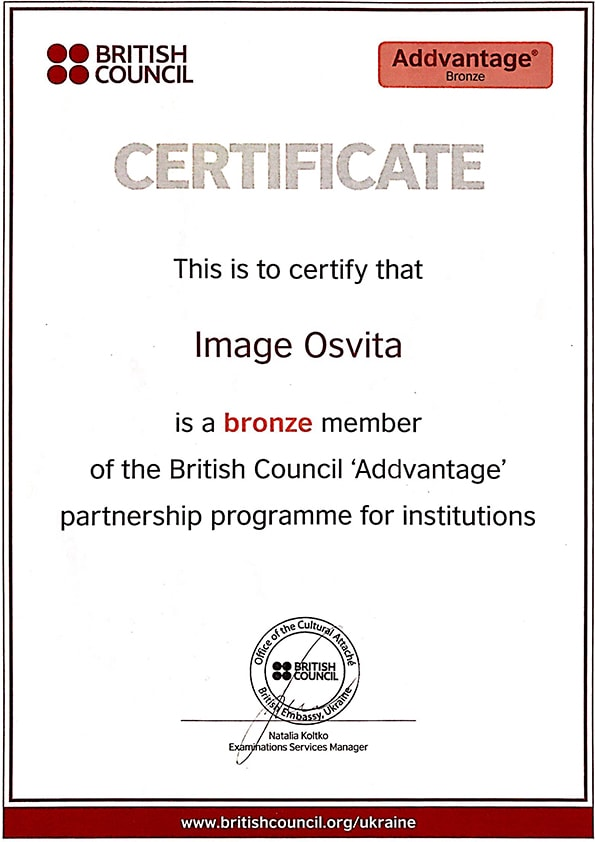 BRITISH
COUNCIL
Addvantage®
Bronze
CERTIFICATE
This is to certify that
Image Osvita
is a bronze member
of the British Council ‘Addvantage’
partnership programme for institutions
Office of the Cultural Attaché
BRITISH
COUNCIL
British Embassy, Ukraine
Natalia Koltko
Examinations Services Manager
www.britishcouncil.org/ukraine